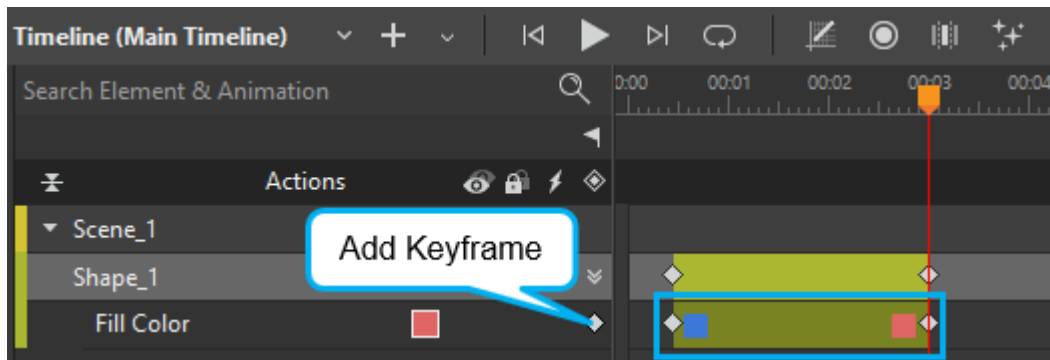 Timeline (Main Timeline)
Search Element & Animation
0:00 00:01 00:02 00:03 00:04
Actions
Scene_1
Add Keyframe
Shape_1
Fill Color